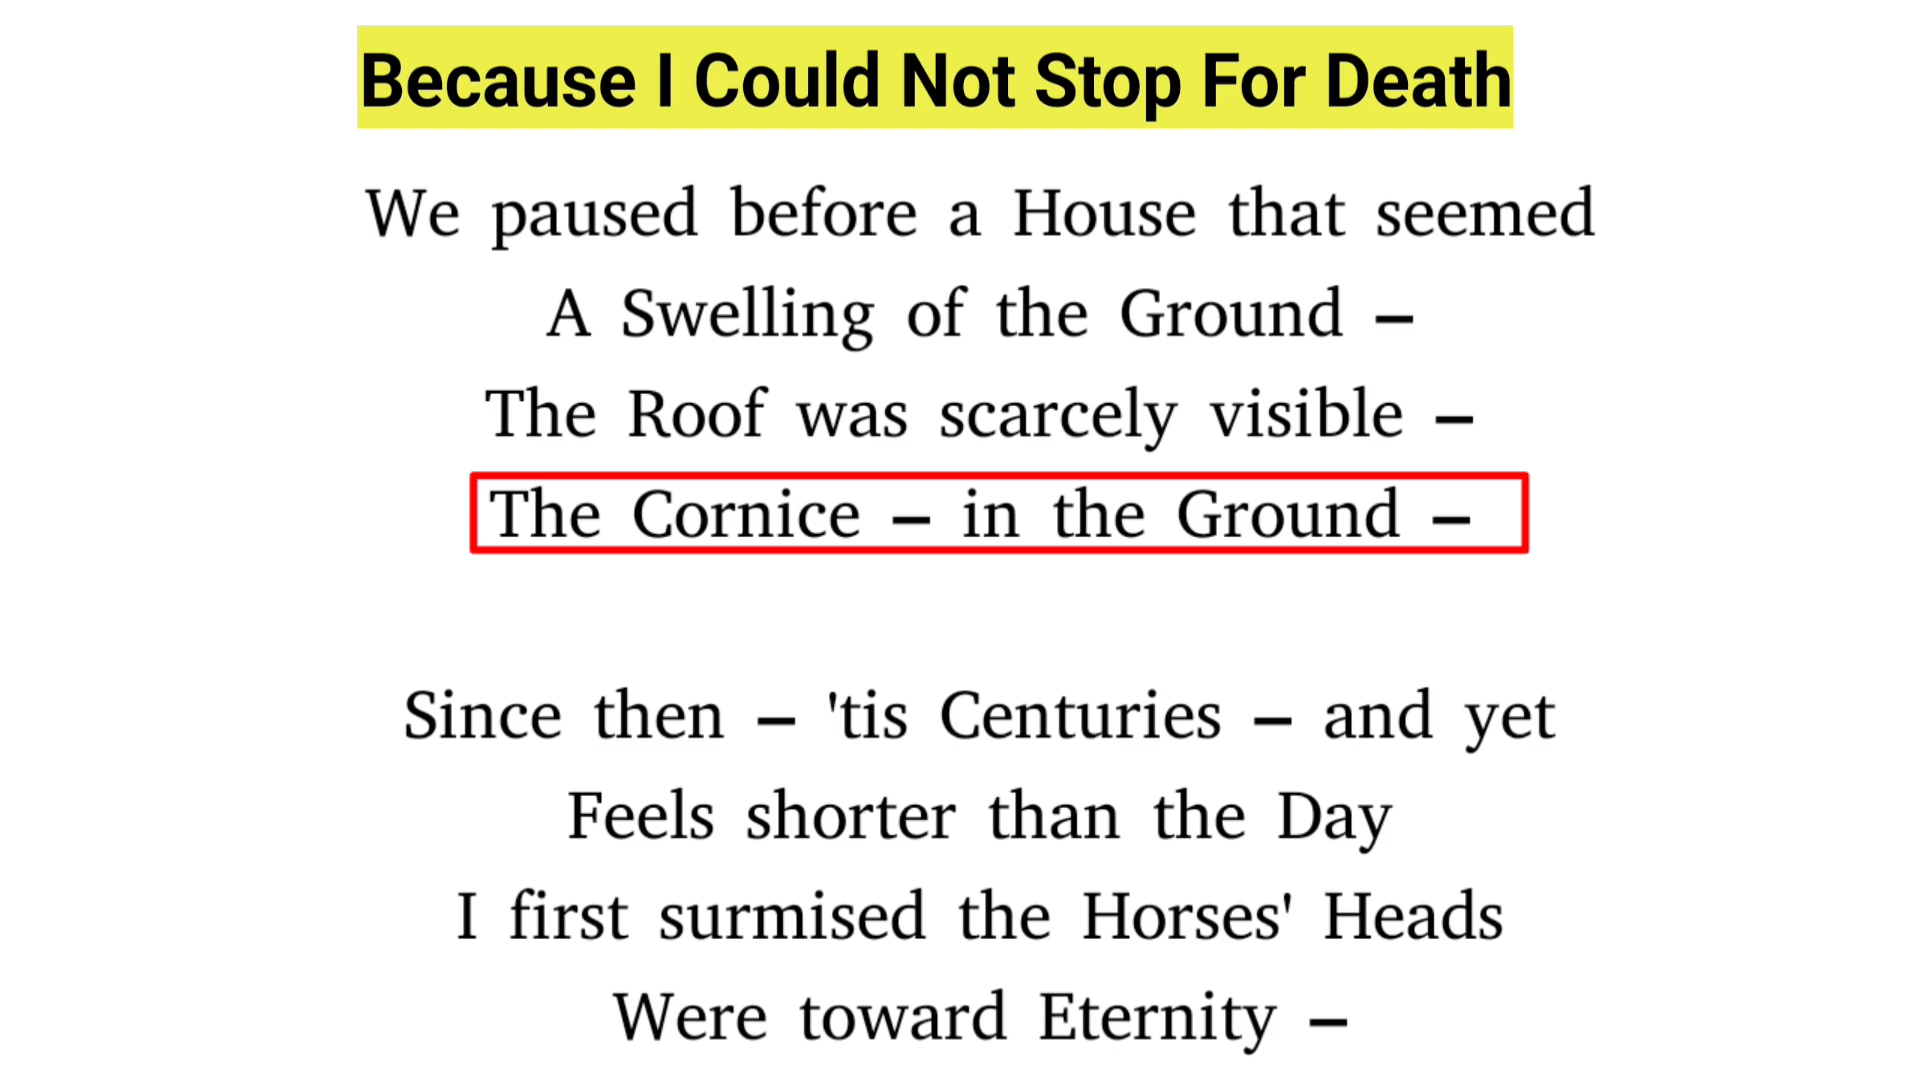 Because I Could Not Stop For Death
We paused before a House that seemed
A Swelling of the Ground –
The Roof was scarcely visible –
The Cornice – in the Ground –
Since then – 'tis Centuries – and yet
Feels shorter than the Day
I first surmised the Horses' Heads
Were toward Eternity –